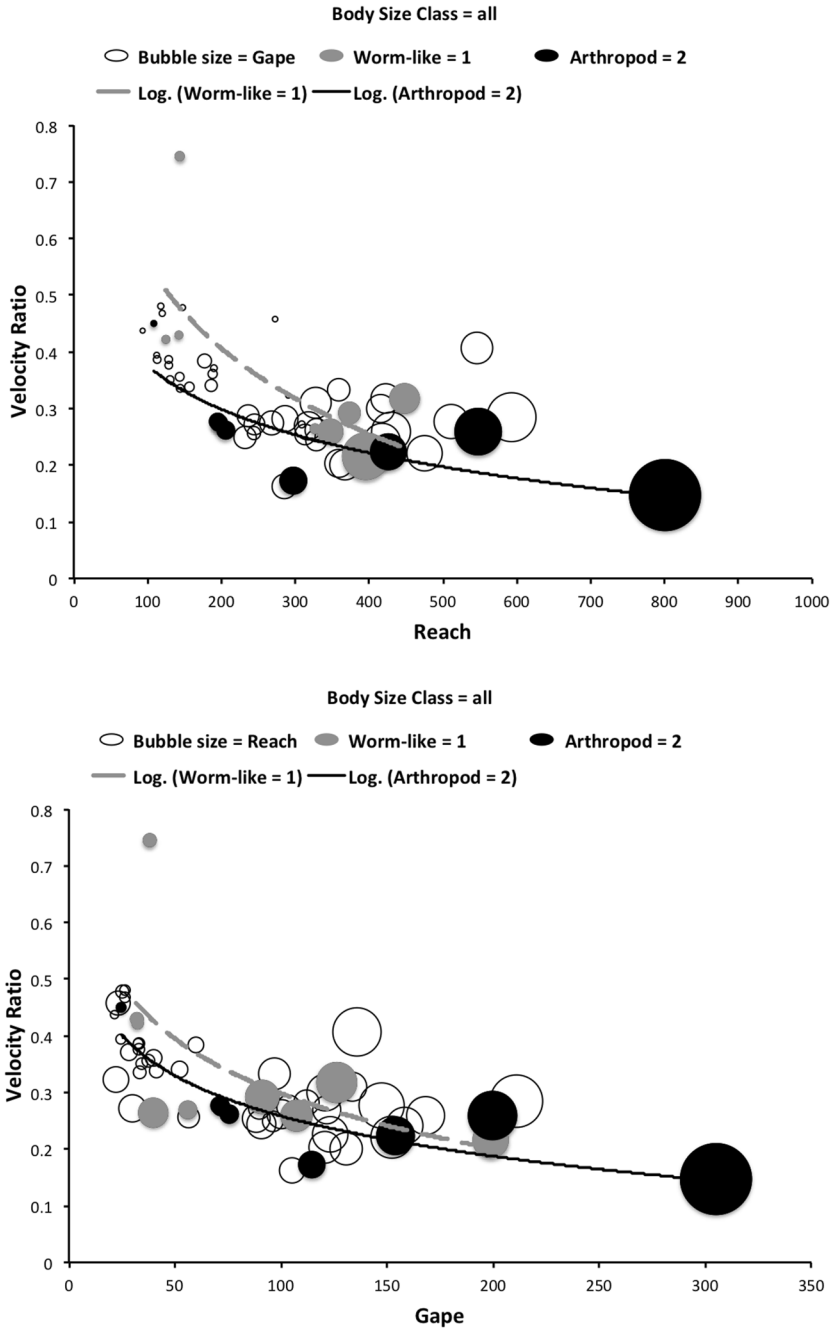 Body Size Class = all
Bubble size = Gape Worm-like = 1 Arthropod = 2
Log. (Worm-like = 1) Log. (Arthropod = 2)
0.8
0.7
0.6
0.5
0.4
0.3
0.2
0.1
0
Velocity Ratio
0 100 200 300 400 500 600 700 800 900 1000
Reach
Body Size Class = all
Bubble size = Reach Worm-like = 1 Arthropod = 2
Log. (Worm-like = 1) Log. (Arthropod = 2)
0.8
0.7
0.6
0.5
0.4
0.3
0.2
0.1
0
Velocity Ratio
0 50 100 150 200 250 300 350
Gape